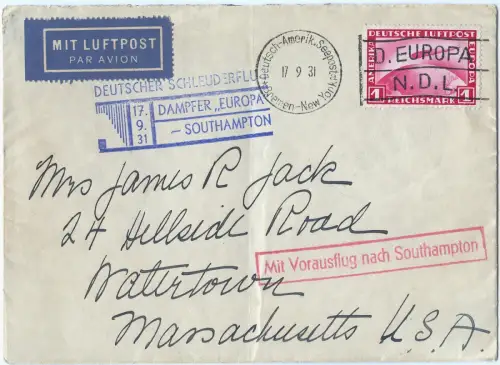 MIT LUFTPOST
PAR AVION
DEUTSCHER SCHLEUDERFLUG
17.
9.
31
DAMPFER „EUROPA“
— SOUTHAMPTON
Deutsch-Amerik. Seepost
Bremen-New York
17 9 31
DEUTSCHE LUFTPOST
AMERIKA
EUROPA
1 REICHSMARK 1
D. EUROPA
N.D.L.
Mrs James R Jack
24 Hillside Road
Watertown
Massachusetts U.S.A.
Mit Vorausflug nach Southampton